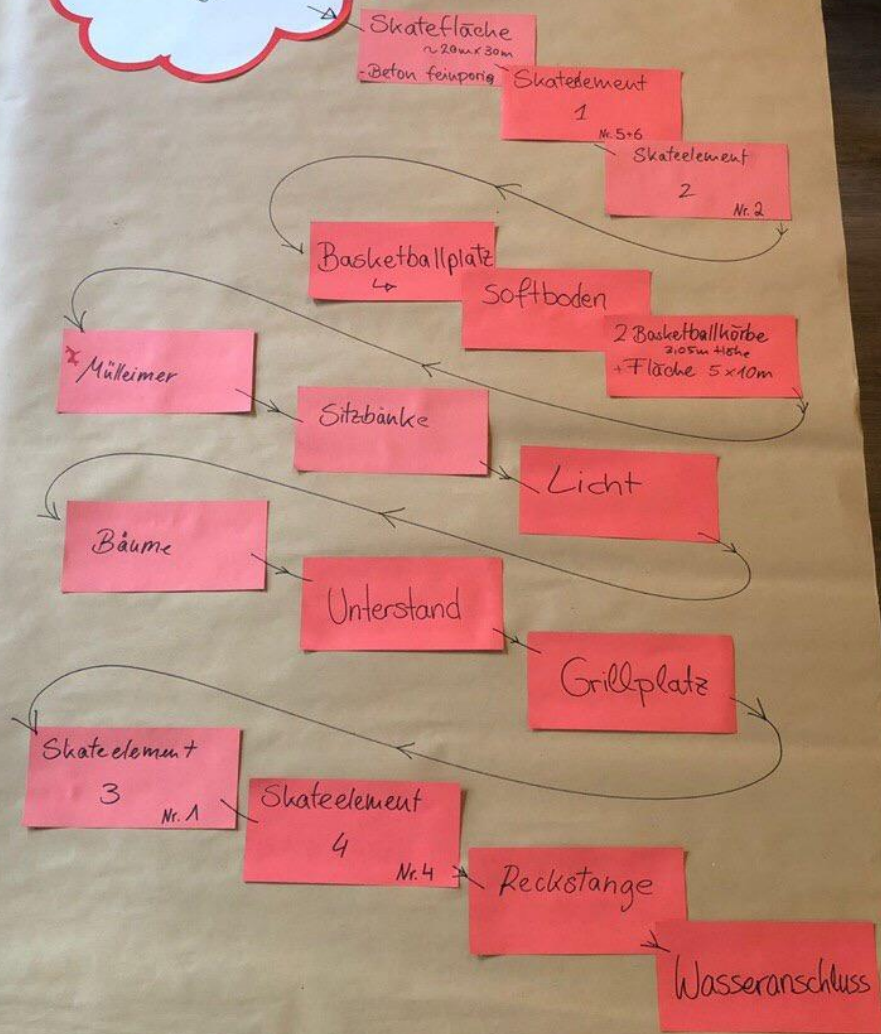 Skatefläche
~20m x 30m
- Beton feinporig
Skateelement
1
Nr. 5+6
Skateelement
2
Nr. 2
Basketballplatz
Softboden
2 Basketballkörbe
3,05m Höhe
+ Fläche 5x10m
x
Mülleimer
Sitzbänke
Licht
Bäume
Unterstand
Grillplatz
Skateelement
3
Nr. 1
Skateelement
4
Nr. 4
Reckstange
Wasseranschluss